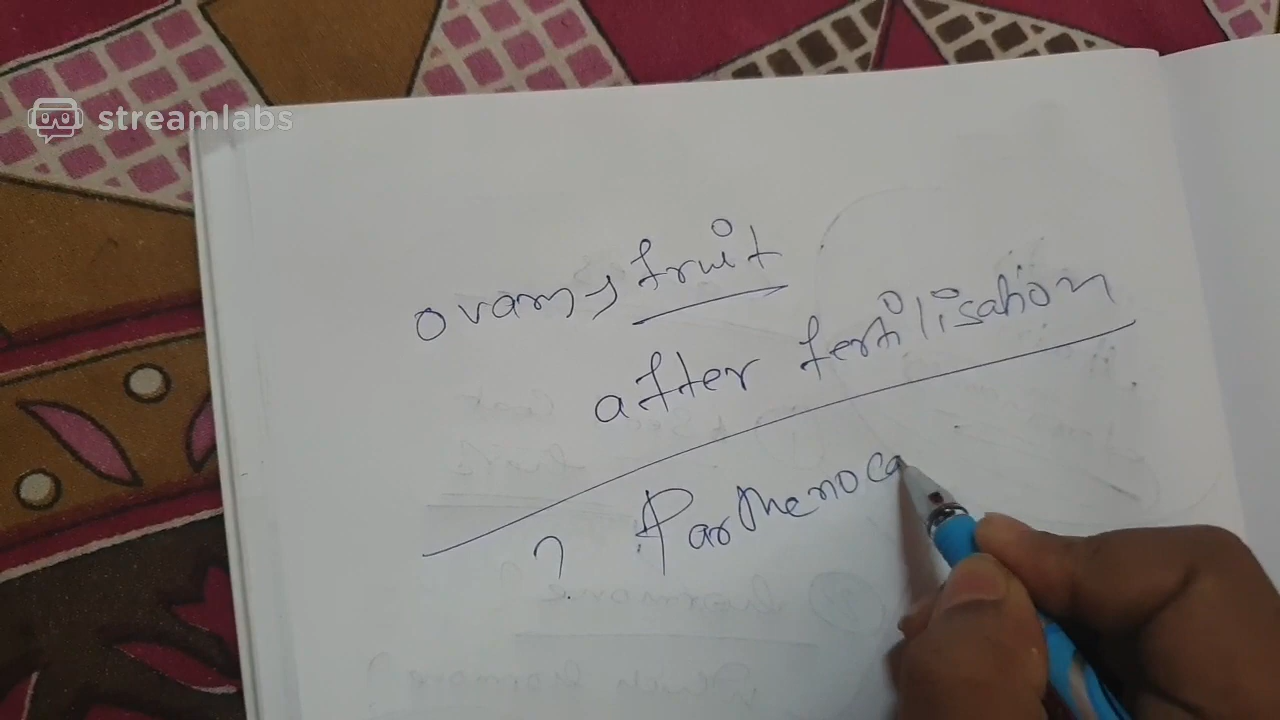 streamlabs
ovary → fruit
after fertilisation
? Parthenoca